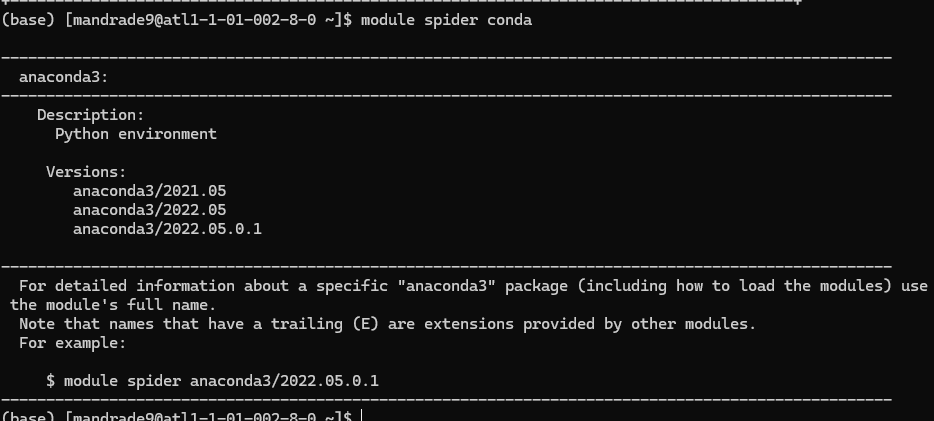 (base) [mandrade9@atl1-1-01-002-8-0 ~]$ module spider conda
----------------------------------------------------------------------------------------------------
anaconda3:
----------------------------------------------------------------------------------------------------
Description:
Python environment
Versions:
anaconda3/2021.05
anaconda3/2022.05
anaconda3/2022.05.0.1
----------------------------------------------------------------------------------------------------
For detailed information about a specific "anaconda3" package (including how to load the modules) use
the module's full name.
Note that names that have a trailing (E) are extensions provided by other modules.
For example:
$ module spider anaconda3/2022.05.0.1
----------------------------------------------------------------------------------------------------
(base) [mandrade9@atl1-1-01-002-8-0 ~]$